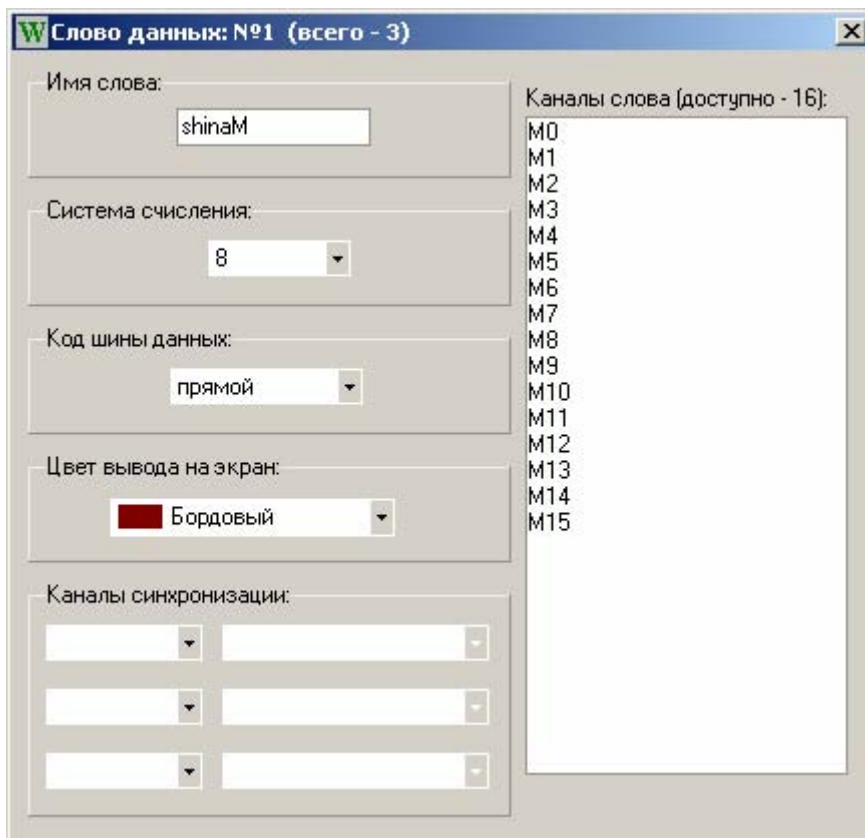 W Слово данных: №1 (всего - 3)
Имя слова:
shinaM
Система счисления:
8
Код шины данных:
прямой
Цвет вывода на экран:
Бордовый
Каналы синхронизации:
Каналы слова (доступно - 16):
M0
M1
M2
M3
M4
M5
M6
M7
M8
M9
M10
M11
M12
M13
M14
M15